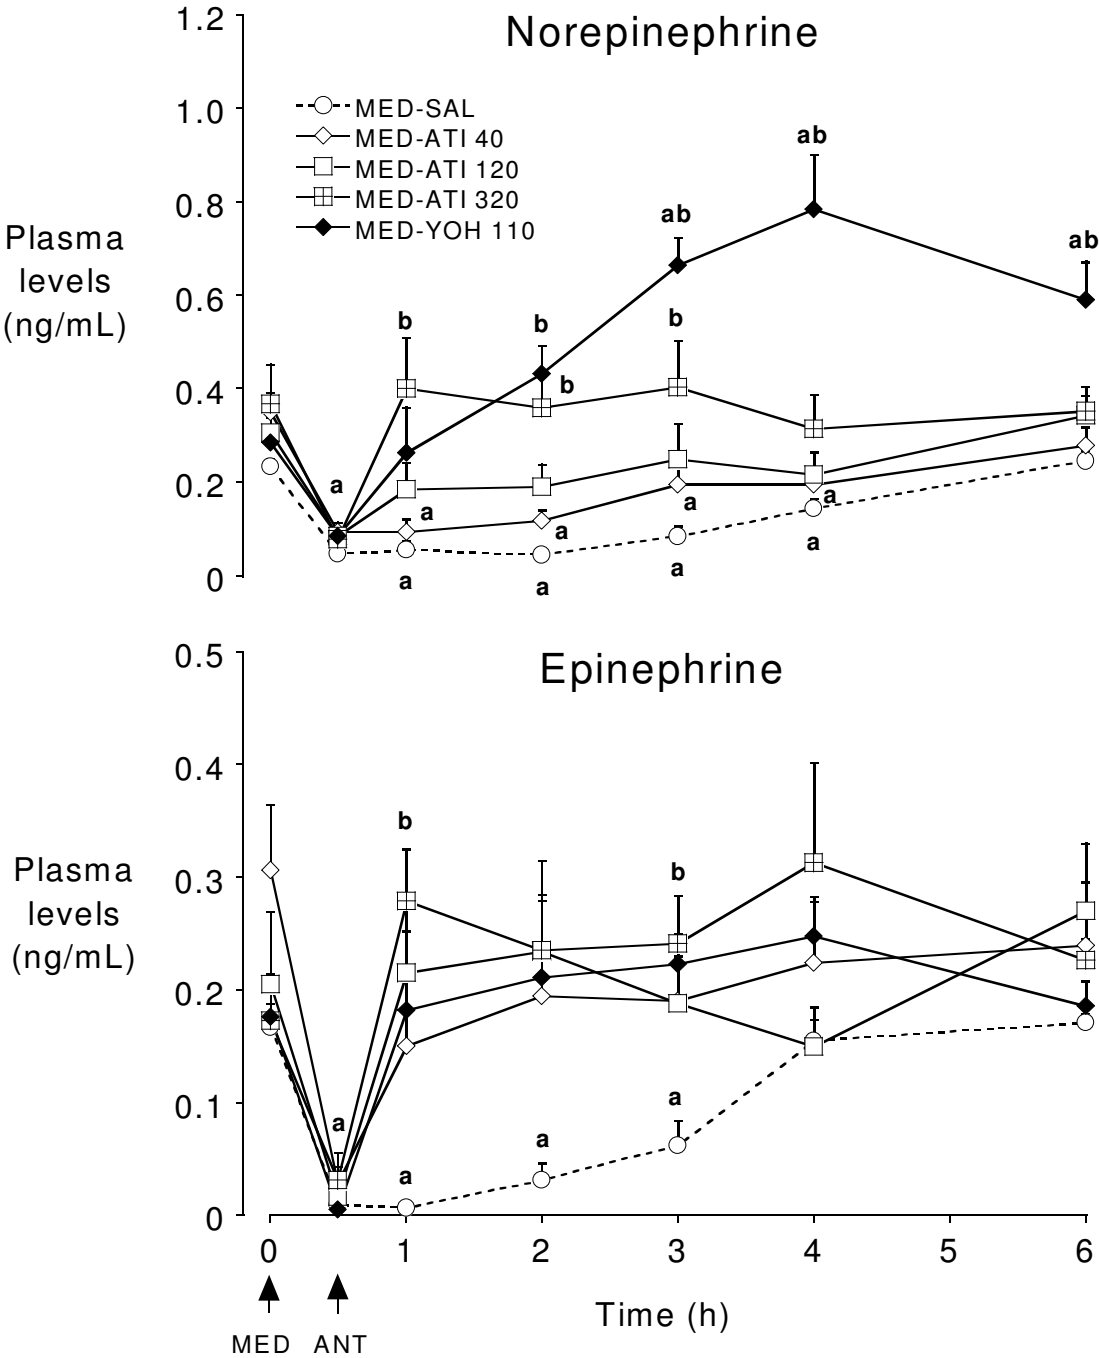 Norepinephrine
1.2
1.0
0.8
0.6
0.4
0.2
0
Plasma
levels
(ng/mL)
MED-SAL
MED-ATI 40
MED-ATI 120
MED-ATI 320
MED-YOH 110
ab
ab
ab
b
b
b
b
a
a
a
a
a
a
a
a
a
Epinephrine
0.5
0.4
0.3
0.2
0.1
0
Plasma
levels
(ng/mL)
b
b
a
a
a
a
0 1 2 3 4 5 6
Time (h)
MED ANT